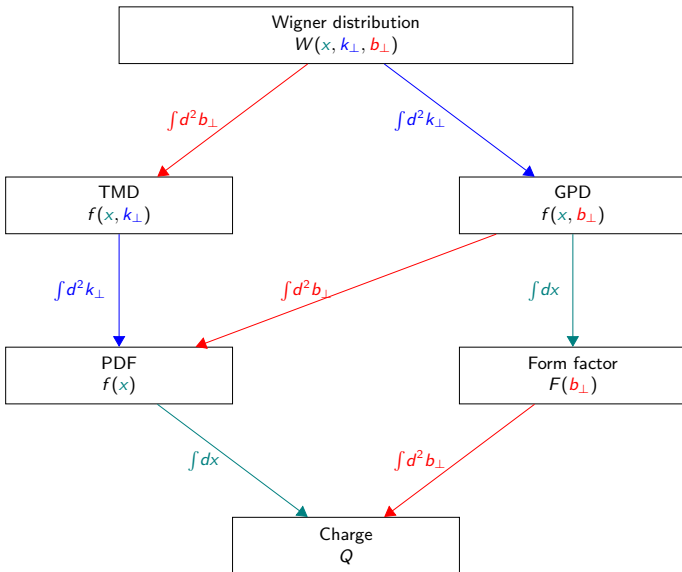 Wigner distribution
W(x, k⊥, b⊥)
∫d²b⊥
∫d²k⊥
TMD
f(x, k⊥)
GPD
f(x, b⊥)
∫d²k⊥
∫d²b⊥
∫dx
PDF
f(x)
Form factor
F(b⊥)
∫dx
∫d²b⊥
Charge
Q